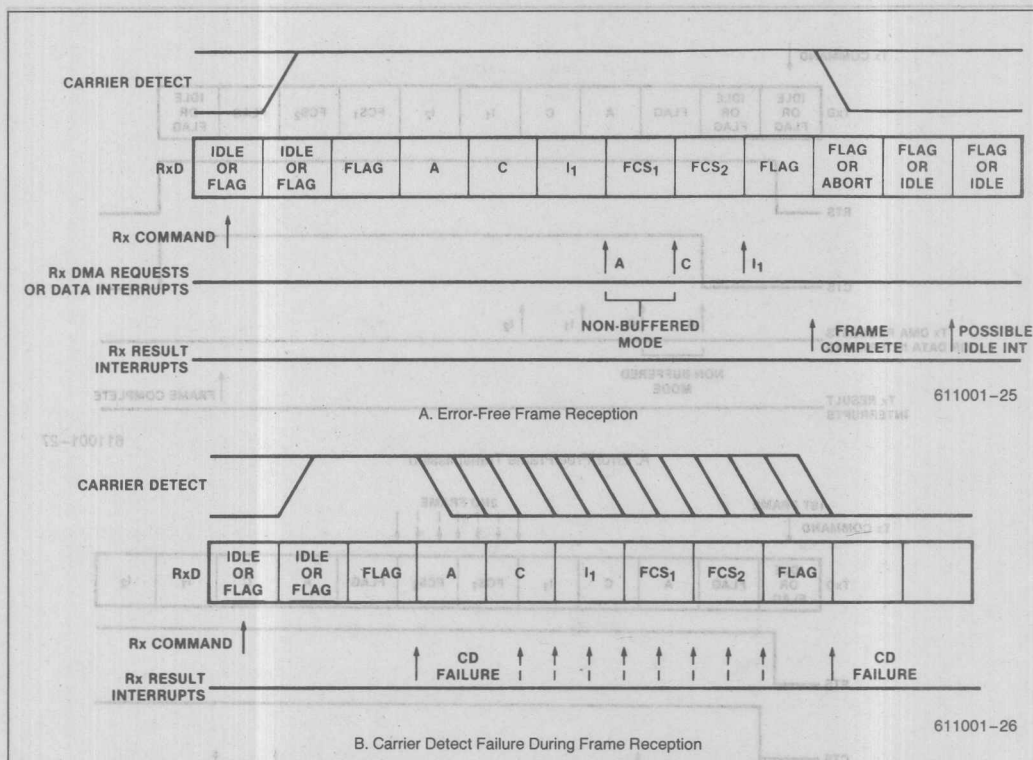 CARRIER DETECT
RxD
IDLE OR FLAG
IDLE OR FLAG
FLAG
A
C
I₁
FCS₁
FCS₂
FLAG
FLAG OR ABORT
FLAG OR IDLE
FLAG OR IDLE
Rx COMMAND
Rx DMA REQUESTS
OR DATA INTERRUPTS
A
C
I₁
NON-BUFFERED
MODE
Rx RESULT
INTERRUPTS
FRAME
COMPLETE
POSSIBLE
IDLE INT
611001-25
A. Error-Free Frame Reception
CARRIER DETECT
RxD
IDLE OR FLAG
IDLE OR FLAG
FLAG
A
C
I₁
FCS₁
FCS₂
FLAG
Rx COMMAND
Rx RESULT
INTERRUPTS
CD
FAILURE
CD
FAILURE
611001-26
B. Carrier Detect Failure During Frame Reception